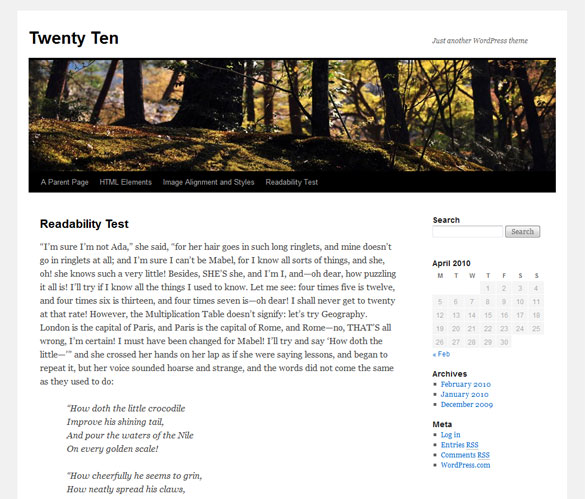 Twenty Ten
Just another WordPress theme
A Parent Page HTML Elements Image Alignment and Styles Readability Test
Readability Test
“I’m sure I’m not Ada,” she said, “for her hair goes in such long ringlets, and mine doesn’t
go in ringlets at all; and I’m sure I can’t be Mabel, for I know all sorts of things, and she,
oh! she knows such a very little! Besides, SHE’S she, and I’m I, and—oh dear, how puzzling
it all is! I’ll try if I know all the things I used to know. Let me see: four times five is twelve,
and four times six is thirteen, and four times seven is—oh dear! I shall never get to twenty
at that rate! However, the Multiplication Table doesn’t signify: let’s try Geography.
London is the capital of Paris, and Paris is the capital of Rome, and Rome—no, THAT’S all
wrong, I’m certain! I must have been changed for Mabel! I’ll try and say ‘How doth the
little—’” and she crossed her hands on her lap as if she were saying lessons, and began to
repeat it, but her voice sounded hoarse and strange, and the words did not come the same
as they used to do:
“How doth the little crocodile
Improve his shining tail,
And pour the waters of the Nile
On every golden scale!
“How cheerfully he seems to grin,
How neatly spread his claws,
Search
Search
April 2010
M T W T F S S
1 2 3 4
5 6 7 8 9 10 11
12 13 14 15 16 17 18
19 20 21 22 23 24 25
26 27 28 29 30
« Feb
Archives
February 2010
January 2010
December 2009
Meta
Log in
Entries RSS
Comments RSS
WordPress.com